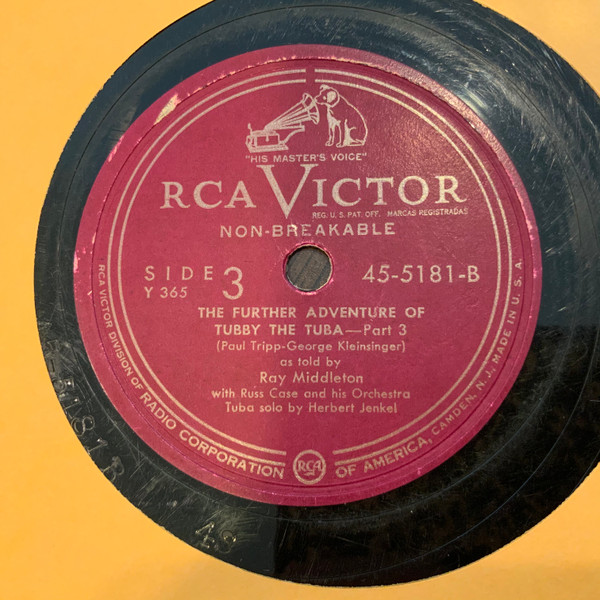 "HIS MASTER'S VOICE"
RCA VICTOR
REG. U. S. PAT. OFF. MARCAS REGISTRADAS
NON-BREAKABLE
SIDE 3
Y 365
45-5181-B
THE FURTHER ADVENTURE OF
TUBBY THE TUBA—Part 3
(Paul Tripp-George Kleinsinger)
as told by
Ray Middleton
with Russ Case and his Orchestra
Tuba solo by Herbert Jenkel
RCA VICTOR DIVISION OF RADIO CORPORATION RCA OF AMERICA, CAMDEN, N. J., MADE IN U. S. A.